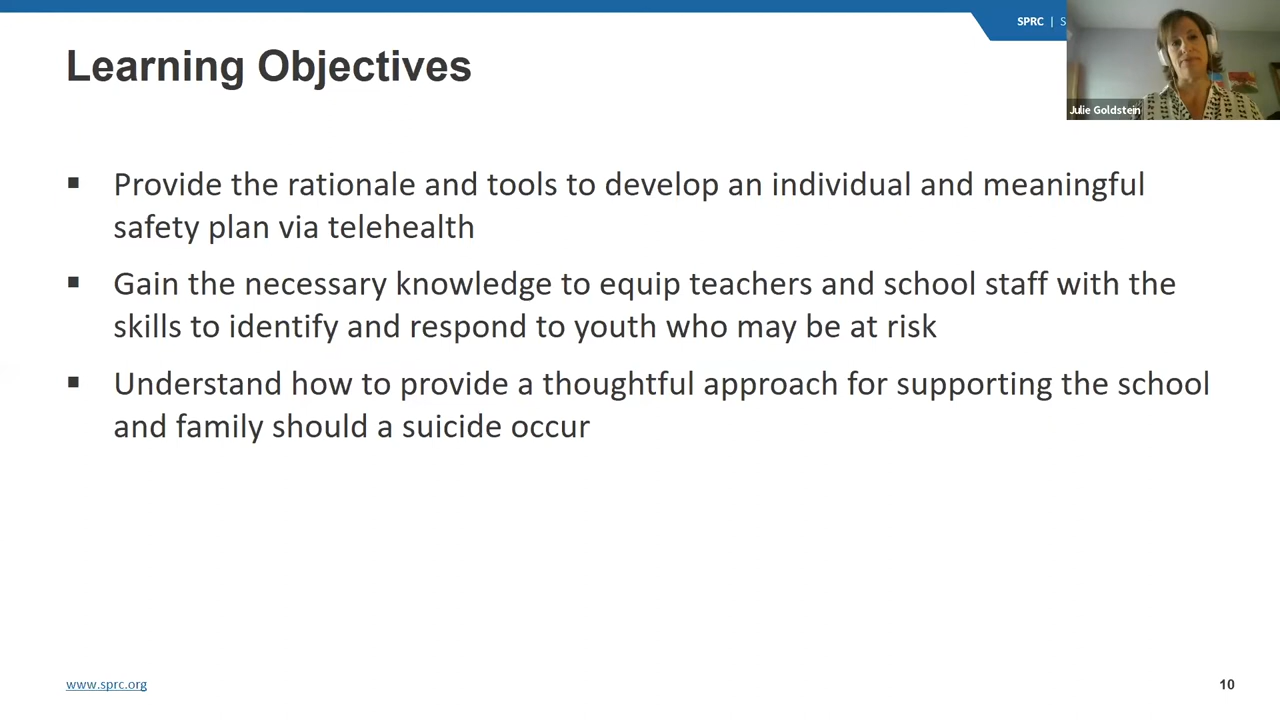 SPRC | S
Learning Objectives
Julie Goldstein
▪ Provide the rationale and tools to develop an individual and meaningful
safety plan via telehealth
▪ Gain the necessary knowledge to equip teachers and school staff with the
skills to identify and respond to youth who may be at risk
▪ Understand how to provide a thoughtful approach for supporting the school
and family should a suicide occur
www.sprc.org
10